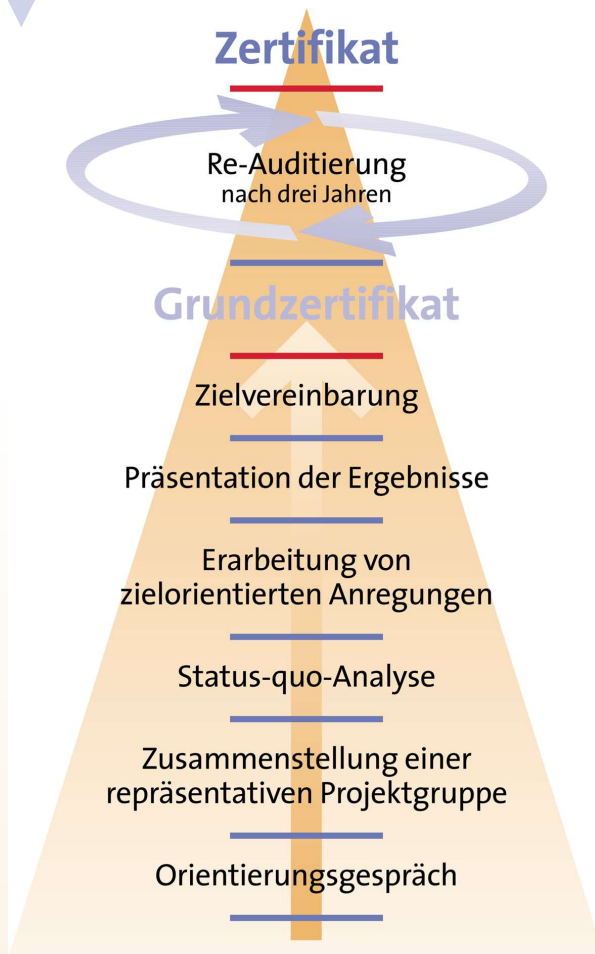 Zertifikat
Re-Auditierung
nach drei Jahren
Grundzertifikat
Zielvereinbarung
Präsentation der Ergebnisse
Erarbeitung von
zielorientierten Anregungen
Status-quo-Analyse
Zusammenstellung einer
repräsentativen Projektgruppe
Orientierungsgespräch